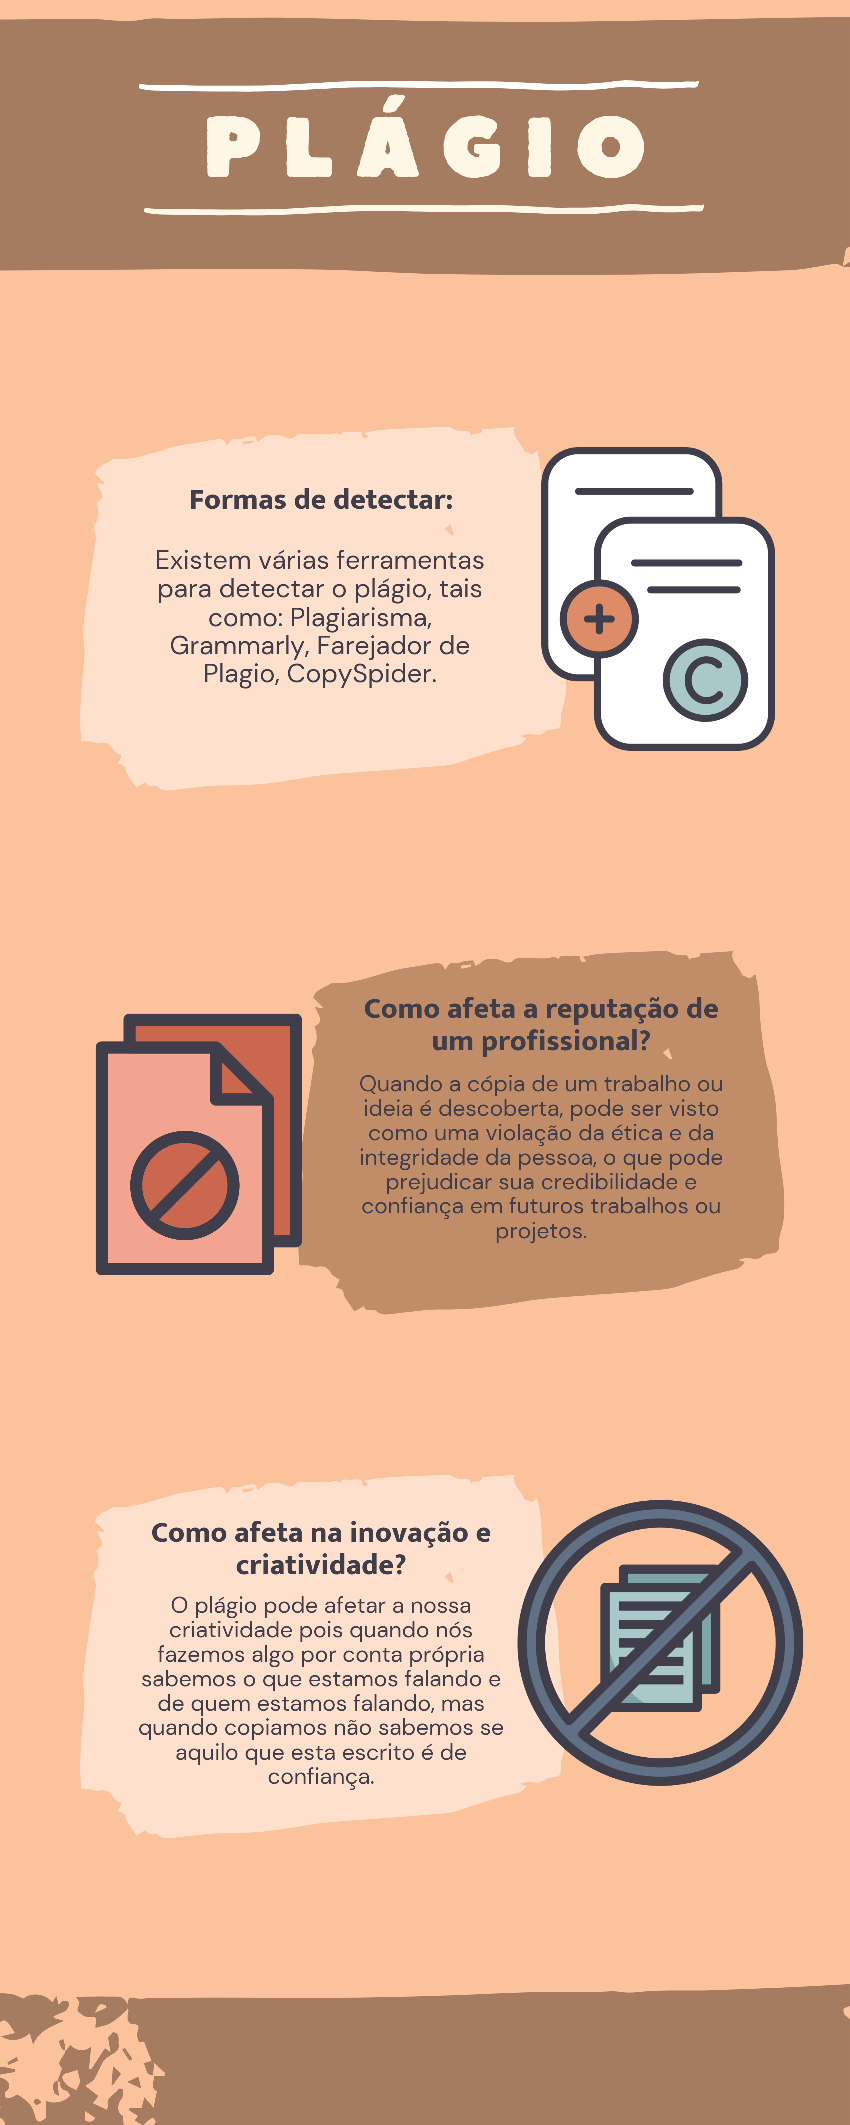 PLÁGIO
Formas de detectar:
Existem várias ferramentas
para detectar o plágio, tais
como: Plagiarisma,
Grammarly, Farejador de
Plagio, CopySpider.
Como afeta a reputação de
um profissional?
Quando a cópia de um trabalho ou
ideia é descoberta, pode ser visto
como uma violação da ética e da
integridade da pessoa, o que pode
prejudicar sua credibilidade e
confiança em futuros trabalhos ou
projetos.
Como afeta na inovação e
criatividade?
O plágio pode afetar a nossa
criatividade pois quando nós
fazemos algo por conta própria
sabemos o que estamos falando e
de quem estamos falando, mas
quando copiamos não sabemos se
aquilo que esta escrito é de
confiança.